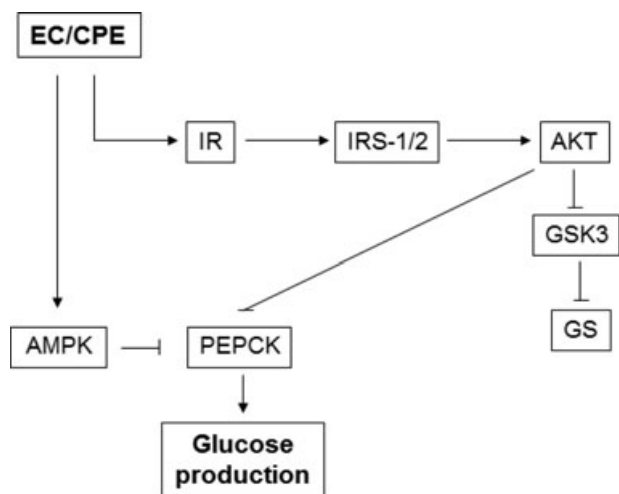 EC/CPE
IR
IRS-1/2
AKT
GSK3
GS
AMPK
PEPCK
Glucose
production